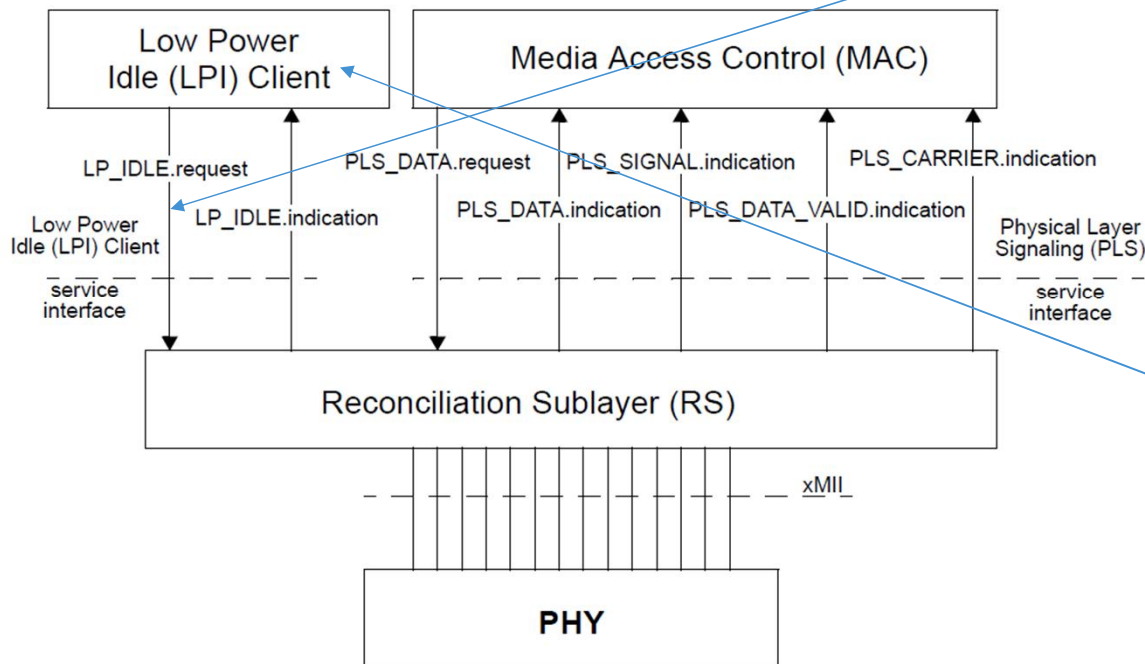 Low Power
Idle (LPI) Client
Media Access Control (MAC)
LP_IDLE.request
PLS_DATA.request
PLS_SIGNAL.indication
PLS_CARRIER.indication
LP_IDLE.indication
PLS_DATA.indication
PLS_DATA_VALID.indication
Low Power
Idle (LPI) Client
Physical Layer
Signaling (PLS)
service
interface
service
interface
Reconciliation Sublayer (RS)
xMII
PHY